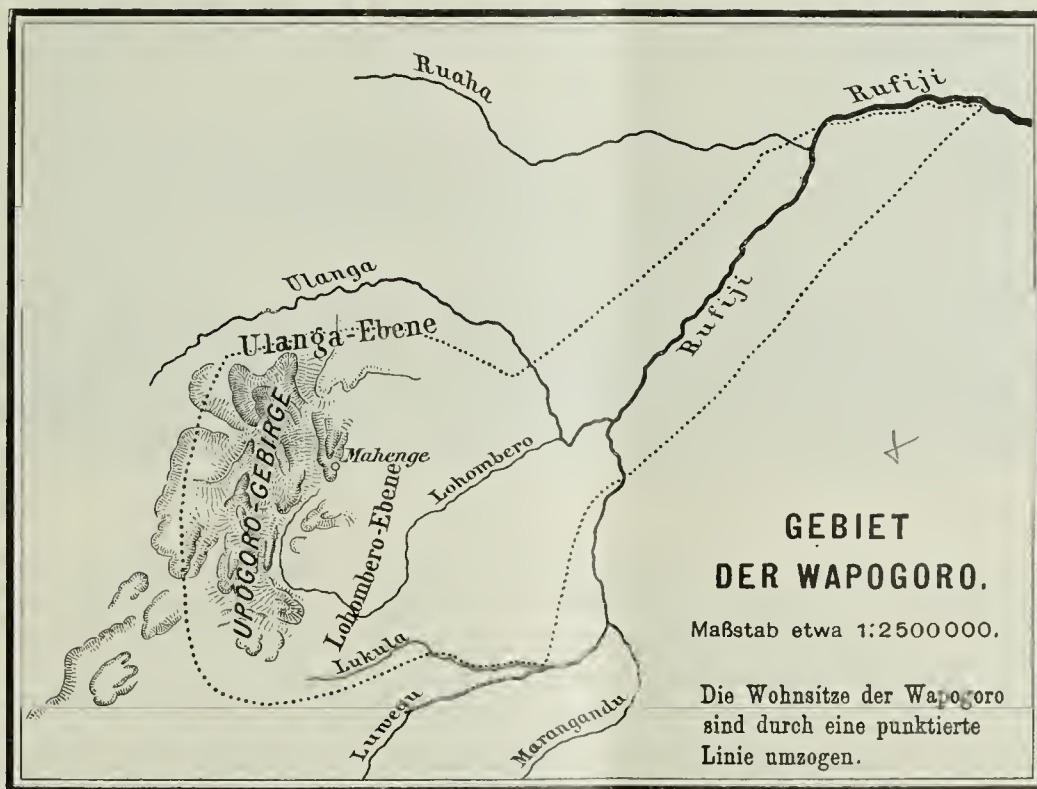 Ruaha
Rufiji
Ulanga
Ulanga-Ebene
Rufiji
UPOGORO-GEBIRGE
Mahenge
Lohombero
Lohombero-Ebene
GEBIET
DER WAPOGORO.
Maßstab etwa 1:2500000.
Lukula
Luwegu
Marangandu
Die Wohnsitze der Wapogoro
sind durch eine punktierte
Linie umzogen.